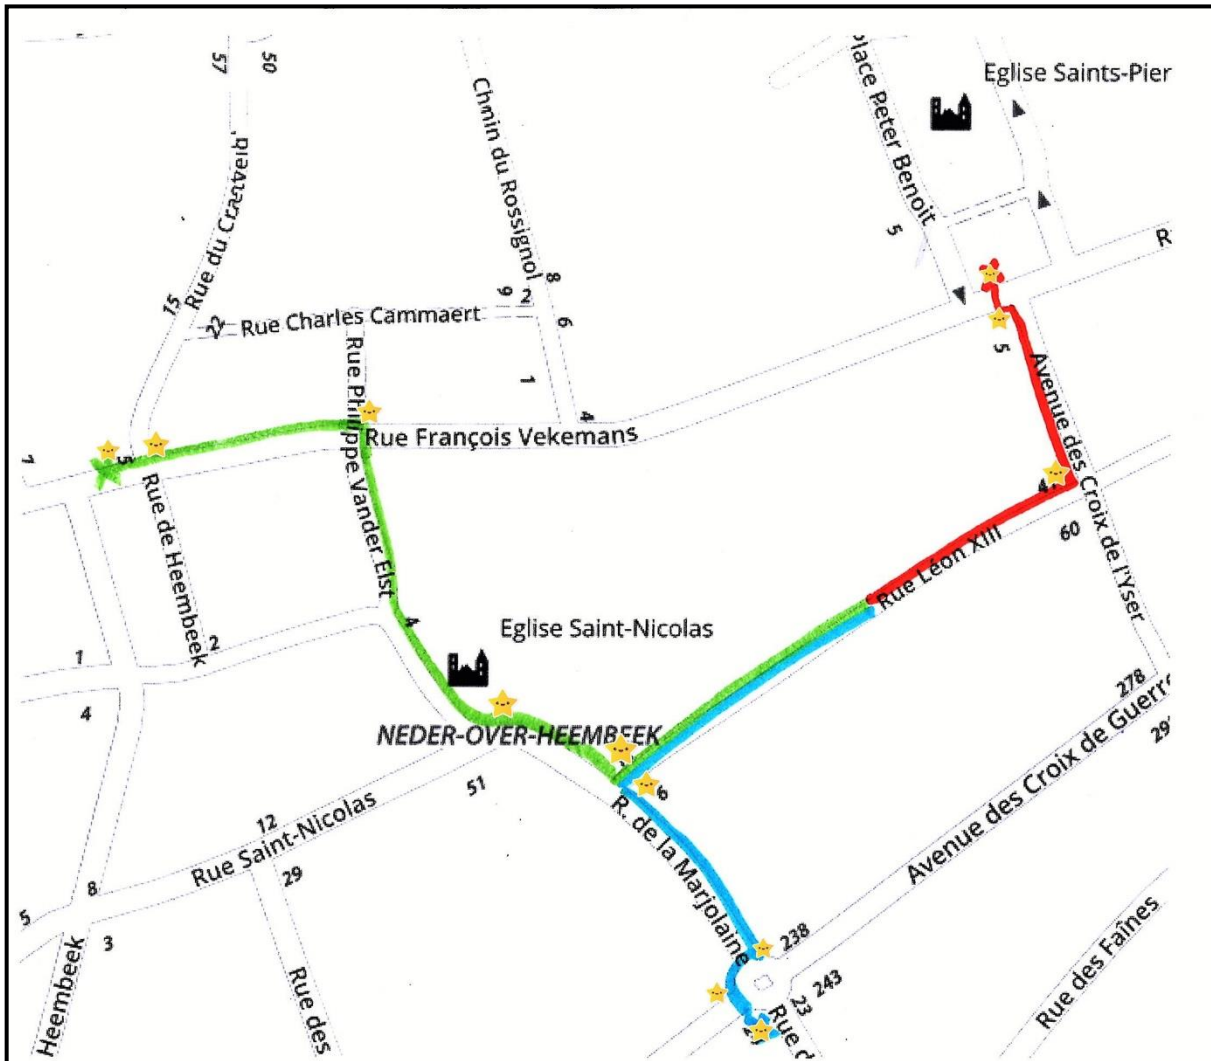 57
50
Eglise Saints-Pier
Place Peter Benoit
5
Chmin du Rossignol
Rue du Craetveld
15
22
Rue Charles Cammaert
9
2
8
6
1
4
Rue Philippe Vander Elst
Rue François Vekemans
5
Avenue des Croix de l'Yser
R
1
5
Rue de Heembeek
2
4
60
Rue Léon XIII
Eglise Saint-Nicolas
NEDER-OVER-HEEMBEEK
1
4
278
29
Avenue des Croix de Guerre
51
6
R. de la Marjolaine
12
Rue Saint-Nicolas
29
8
5
3
Heembeek
Rue des
238
243
23
Rue d
Rue des Faînes